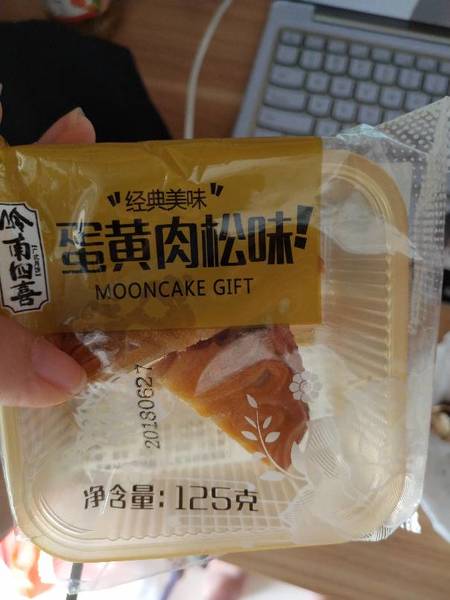 "经典美味"
岭南四喜
蛋黄肉松味!
MOONCAKE GIFT
20180627
净含量:125克